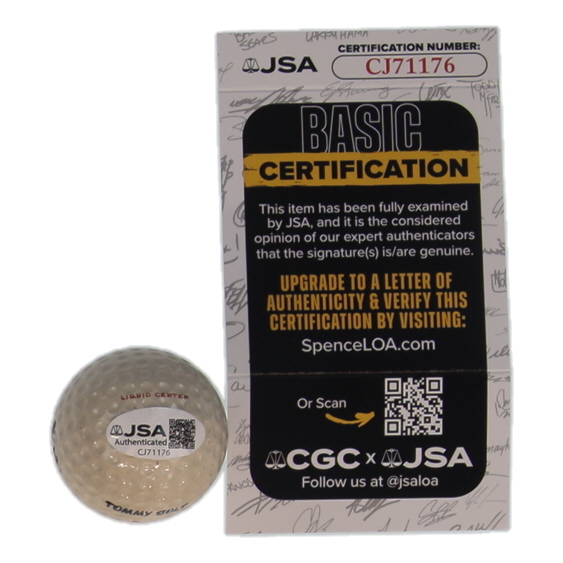 JSA
CERTIFICATION NUMBER:
CJ71176
BASIC
CERTIFICATION
This item has been fully examined
by JSA, and it is the considered
opinion of our expert authenticators
that the signature(s) is/are genuine.
UPGRADE TO A LETTER OF
AUTHENTICITY & VERIFY THIS
CERTIFICATION BY VISITING:
SpenceLOA.com
Or Scan
CGC x JSA
Follow us at @jsaloa
LIQUID CENTER
JSA
Authenticated
CJ71176
TOMMY BOLT